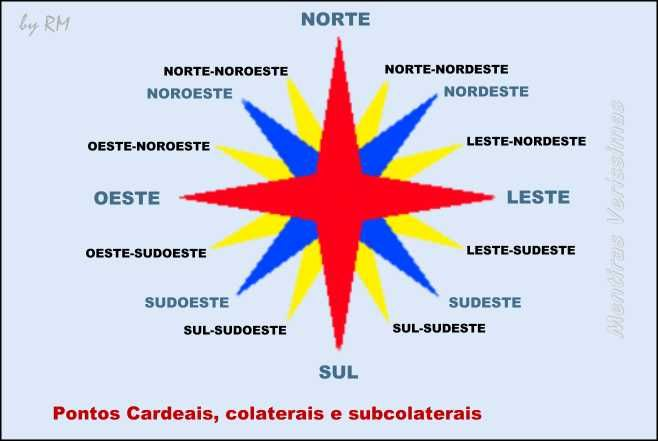 by RM
NORTE
NORTE-NOROESTE
NORTE-NORDESTE
NOROESTE
NORDESTE
OESTE-NOROESTE
LESTE-NORDESTE
OESTE
LESTE
OESTE-SUDOESTE
LESTE-SUDESTE
SUDOESTE
SUDESTE
SUL-SUDOESTE
SUL-SUDESTE
SUL
Pontos Cardeais, colaterais e subcolaterais
Mentiras Veríssimas